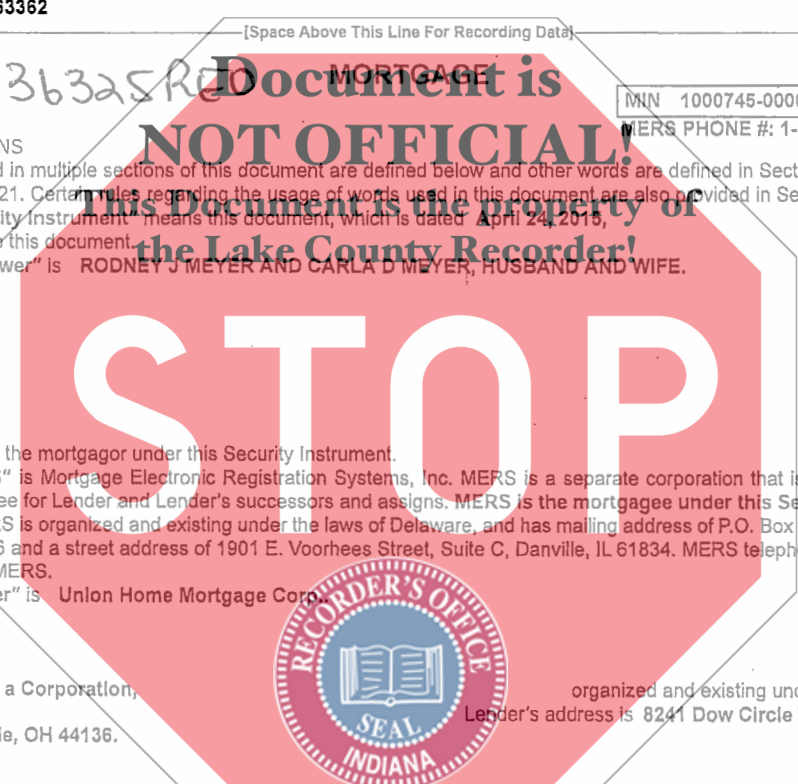 63362
[Space Above This Line For Recording Data]
36325RED
MORTGAGE
Document is
MIN 1000745-000
NOT OFFICIAL!
MERS PHONE #: 1-
NS
d in multiple sections of this document are defined below and other words are defined in Sect
21. Certain rules regarding the usage of words used in this document are also provided in Se
This Document is the property of
ity Instrument" means this document, which is dated April 24, 2015,
this document.
the Lake County Recorder!
wer" is RODNEY J MEYER AND CARLA D MEYER, HUSBAND AND WIFE.
STOP
the mortgagor under this Security Instrument.
S" is Mortgage Electronic Registration Systems, Inc. MERS is a separate corporation that is
ee for Lender and Lender's successors and assigns. MERS is the mortgagee under this Se
RS is organized and existing under the laws of Delaware, and has mailing address of P.O. Box
6 and a street address of 1901 E. Voorhees Street, Suite C, Danville, IL 61834. MERS teleph
MERS.
er" is Union Home Mortgage Corp..
RECORDER'S OFFICE
SEAL
INDIANA
a Corporation,
organized and existing und
Lender's address is 8241 Dow Circle
ie, OH 44136.